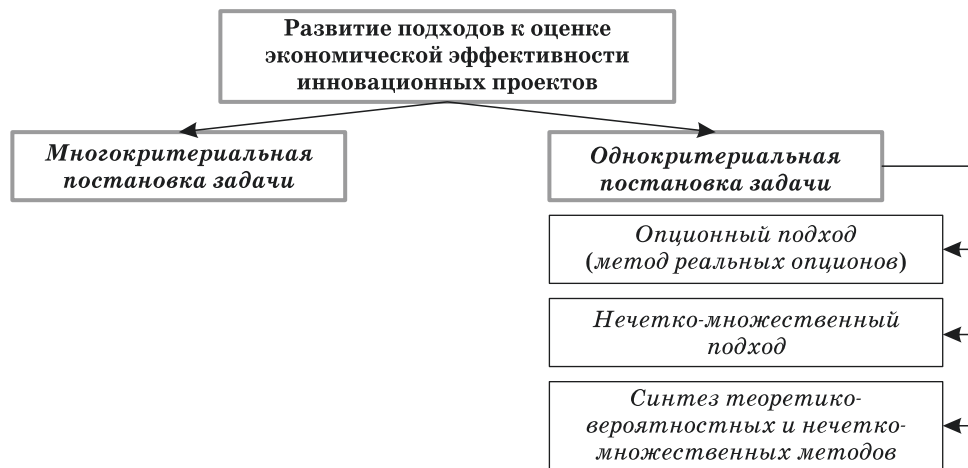 Развитие подходов к оценке
экономической эффективности
инновационных проектов
Многокритериальная
постановка задачи
Однокритериальная
постановка задачи
Опционный подход
(метод реальных опционов)
Нечетко-множественный
подход
Синтез теоретико-
вероятностных и нечетко-
множественных методов